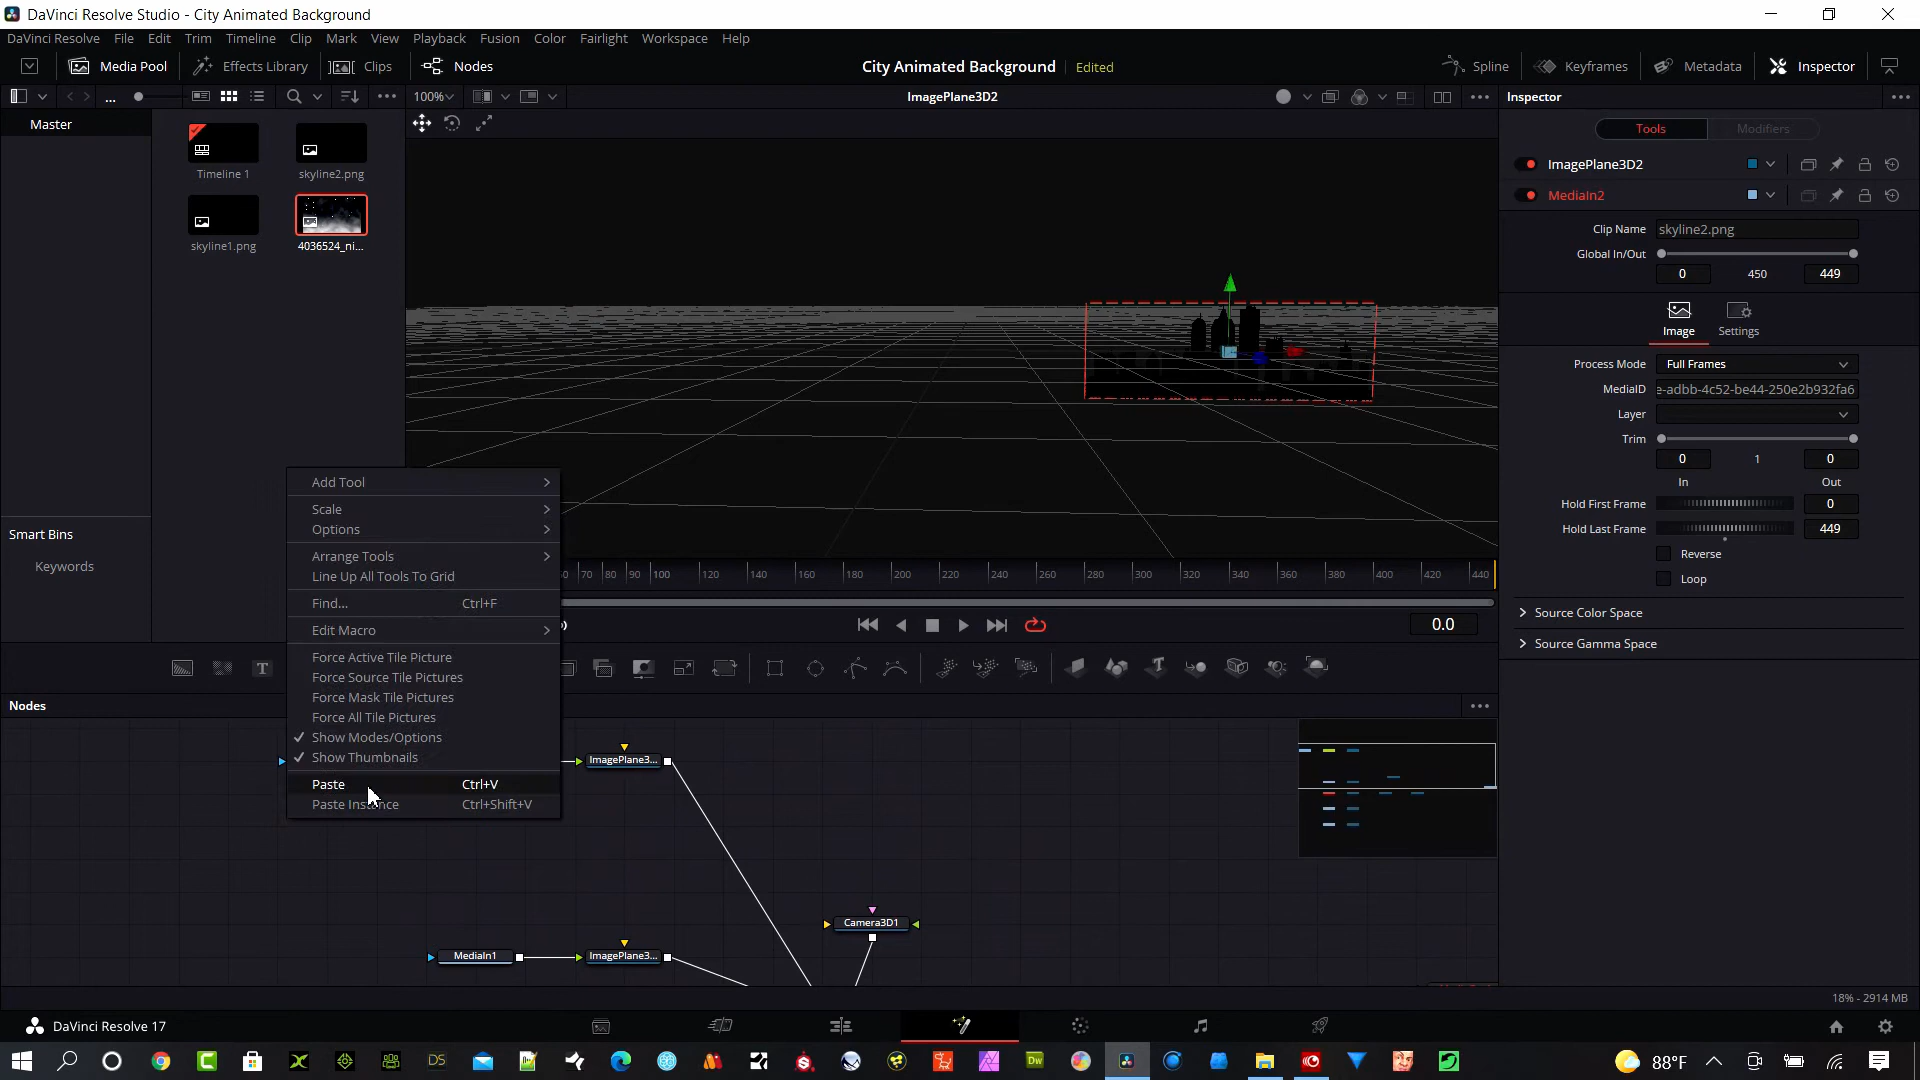 DaVinci Resolve Studio - City Animated Background
DaVinci Resolve File Edit Trim Timeline Clip Mark View Playback Fusion Color Fairlight Workspace Help
Media Pool Effects Library Clips Nodes City Animated Background Edited Spline Keyframes Metadata Inspector
... 100% ImagePlane3D2 Inspector
Master
Timeline 1 skyline2.png
skyline1.png 4036524_ni...
Tools Modifiers
ImagePlane3D2
MediaIn2
Clip Name skyline2.png
Global In/Out
0 450 449
Image Settings
Process Mode Full Frames
MediaID e-adbb-4c52-be44-250e2b932fa6
Layer
Trim
0 1 0
In Out
Hold First Frame 0
Hold Last Frame 449
Reverse
Loop
Source Color Space
Source Gamma Space
Smart Bins
Keywords
Add Tool
Scale
Options
Arrange Tools
Line Up All Tools To Grid
Find... Ctrl+F
Edit Macro
Force Active Tile Picture
Force Source Tile Pictures
Force Mask Tile Pictures
Force All Tile Pictures
Show Modes/Options
Show Thumbnails
Paste Ctrl+V
Paste Instance Ctrl+Shift+V
70 80 90 100 120 140 160 180 200 220 240 260 280 300 320 340 360 380 400 420 440
0.0
T
Nodes
ImagePlane3...
Camera3D1
MediaIn1 ImagePlane3...
18% - 2914 MB
DaVinci Resolve 17
DS
Dw
88°F